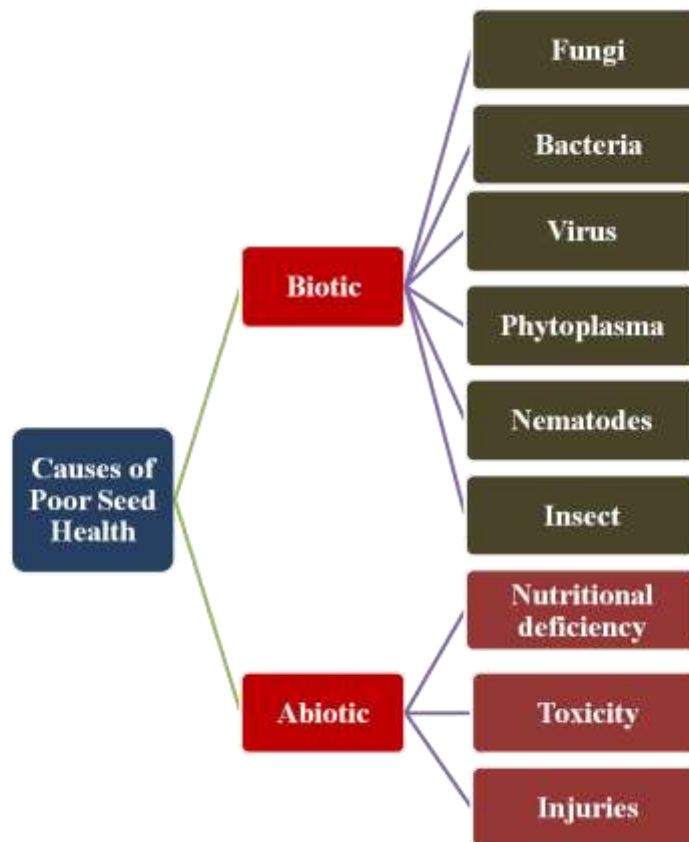 Causes of
Poor Seed
Health
Biotic
Fungi
Bacteria
Virus
Phytoplasma
Nematodes
Insect
Abiotic
Nutritional
deficiency
Toxicity
Injuries